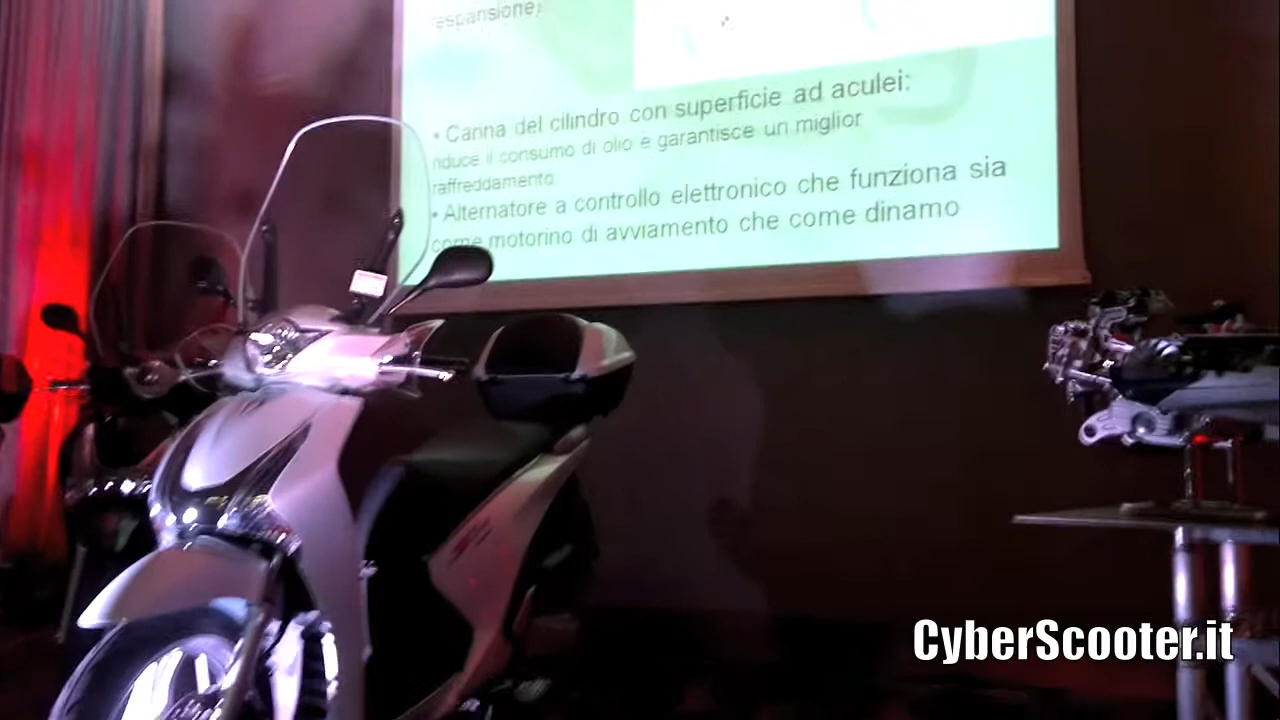 espansione)
• Canna del cilindro con superficie ad aculei:
riduce il consumo di olio e garantisce un miglior
raffreddamento
• Alternatore a controllo elettronico che funziona sia
come motorino di avviamento che come dinamo
CyberScooter.it